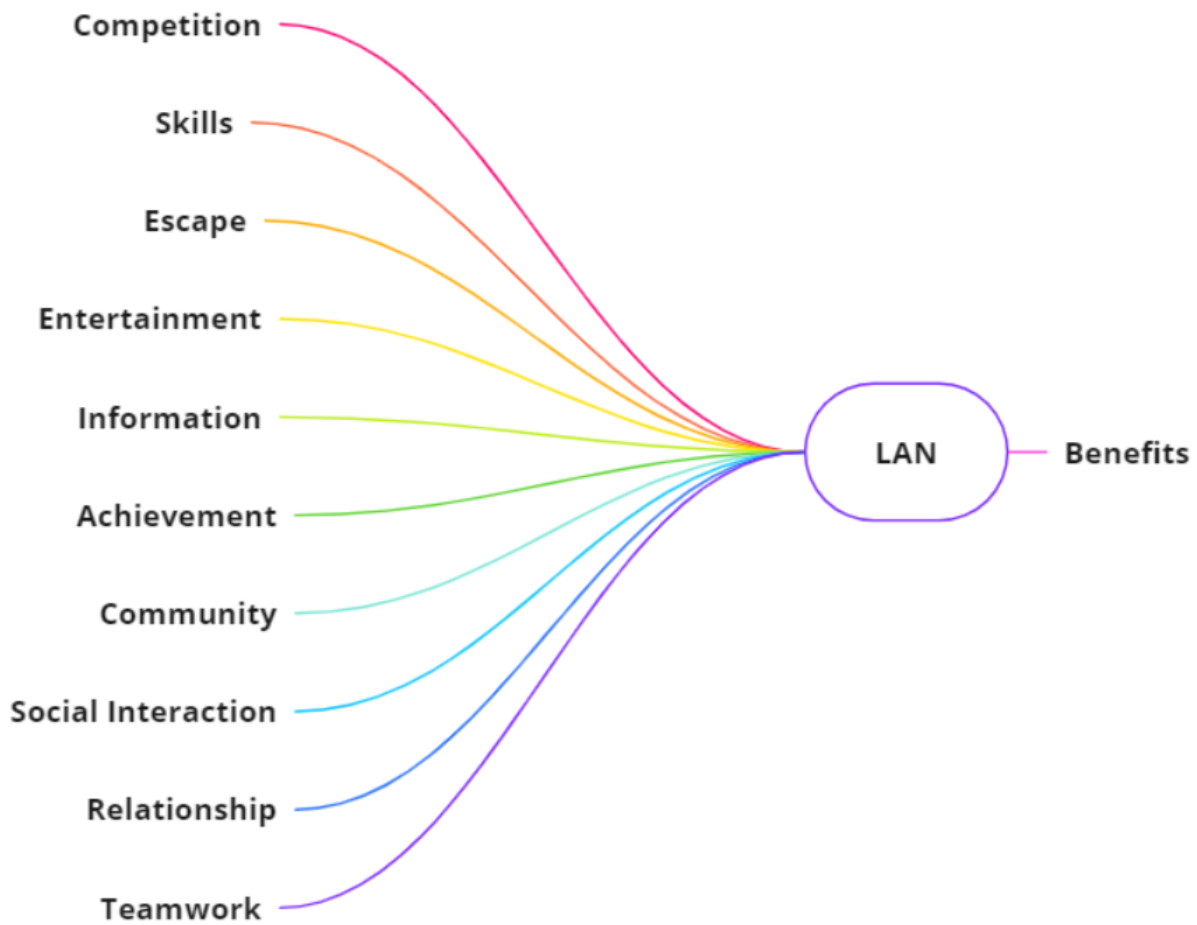 Competition
Skills
Escape
Entertainment
Information
Achievement
Community
Social Interaction
Relationship
Teamwork
LAN
Benefits